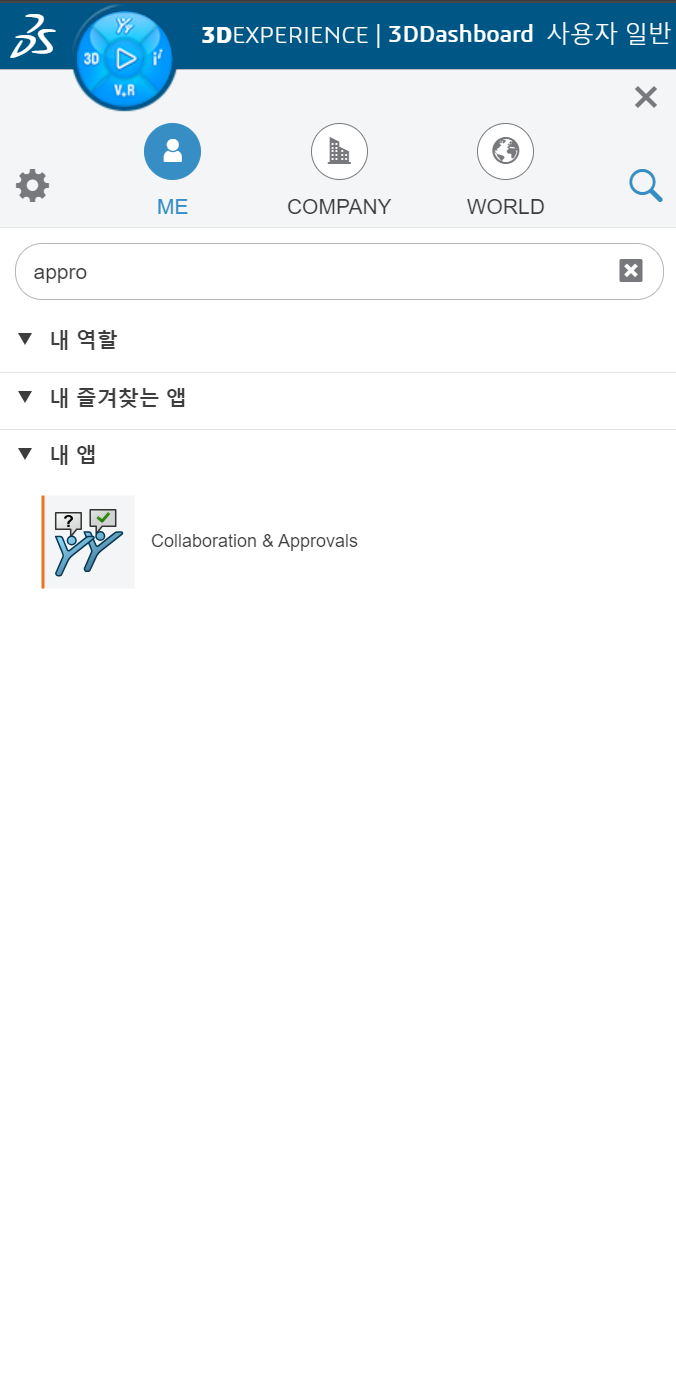 3DEXPERIENCE | 3DDashboard 사용자 일반
3D
V.R
ME
COMPANY
WORLD
appro
내 역할
내 즐겨찾는 앱
내 앱
?
Collaboration & Approvals